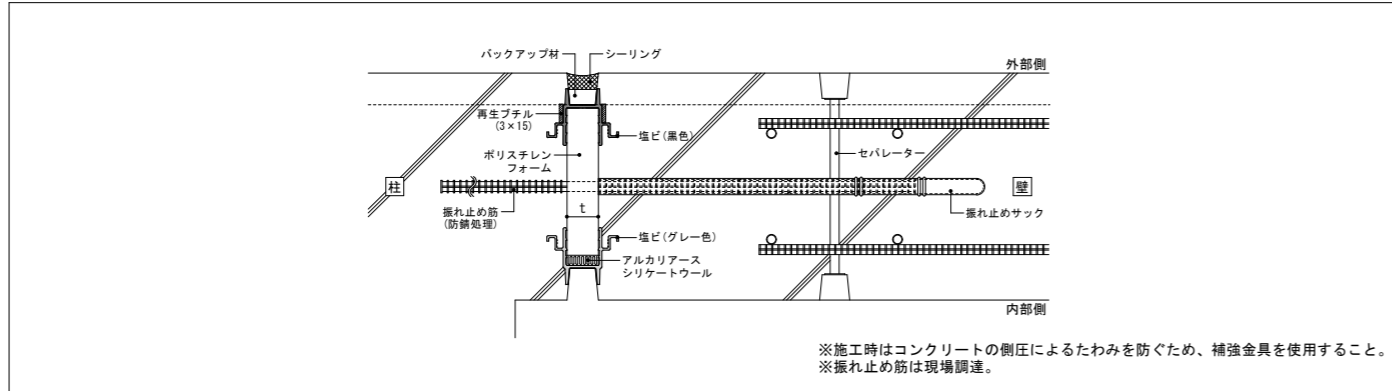 バックアップ材
シーリング
外部側
再生ブチル
(3×15)
塩ビ(黒色)
ポリスチレン
フォーム
セパレーター
柱
壁
振れ止め筋
(防錆処理)
t
振れ止めサック
塩ビ(グレー色)
アルカリアース
シリケートウール
内部側
※施工時はコンクリートの側圧によるたわみを防ぐため、補強金具を使用すること。
※振れ止め筋は現場調達。